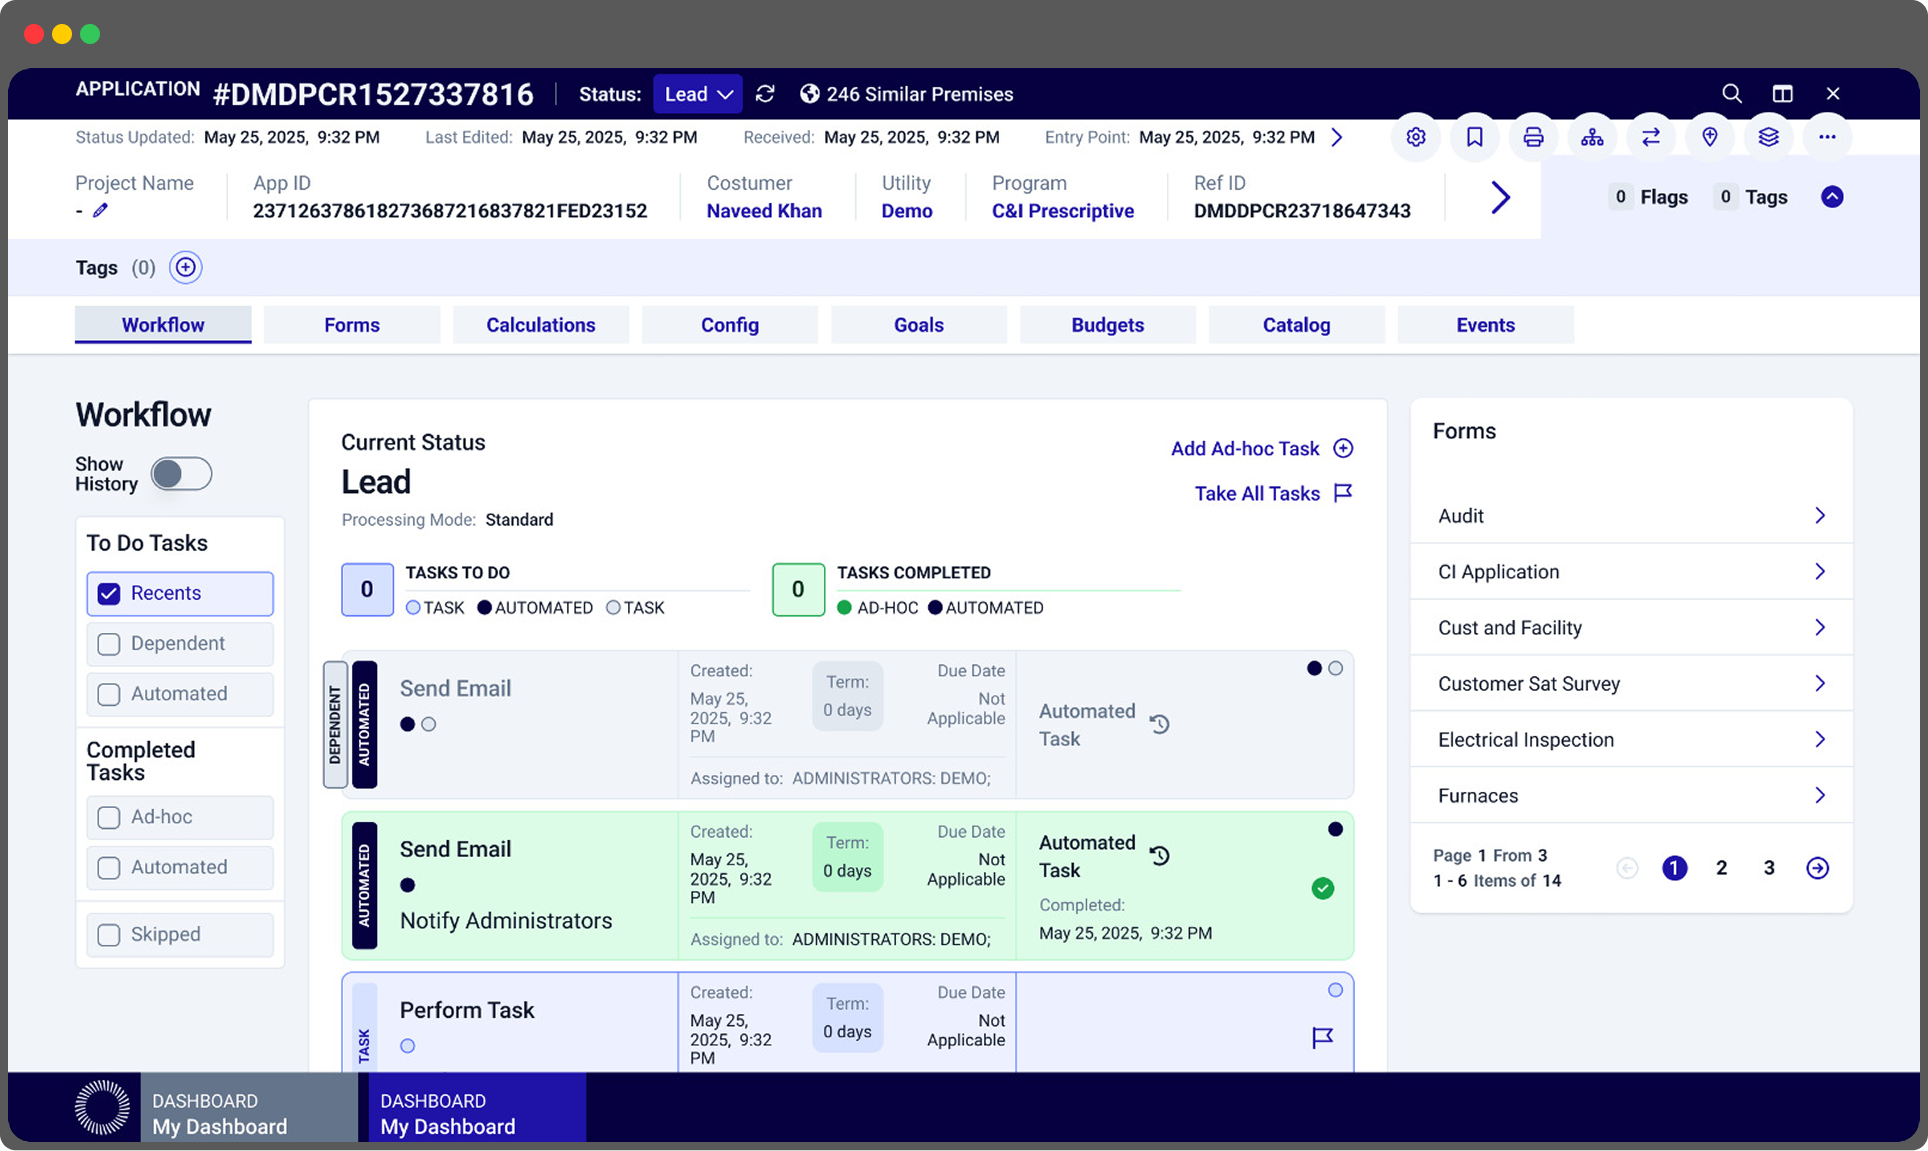 APPLICATION #DMDPCR1527337816 Status: Lead 246 Similar Premises
Status Updated: May 25, 2025, 9:32 PM Last Edited: May 25, 2025, 9:32 PM Received: May 25, 2025, 9:32 PM Entry Point: May 25, 2025, 9:32 PM
Project Name App ID Costumer Utility Program Ref ID
- 237126378618273687216837821FED23152 Naveed Khan Demo C&I Prescriptive DMDDPCR23718647343
0 Flags 0 Tags
Tags (0)
Workflow Forms Calculations Config Goals Budgets Catalog Events
Workflow
Show
History
To Do Tasks
Recents
Dependent
Automated
Completed
Tasks
Ad-hoc
Automated
Skipped
Current Status
Lead
Processing Mode: Standard
Add Ad-hoc Task
Take All Tasks
0 TASKS TO DO
TASK AUTOMATED TASK
0 TASKS COMPLETED
AD-HOC AUTOMATED
DEPENDENT
AUTOMATED
Send Email
Created:
May 25,
2025, 9:32
PM
Term:
0 days
Due Date
Not
Applicable
Assigned to: ADMINISTRATORS: DEMO;
Automated
Task
AUTOMATED
Send Email
Notify Administrators
Created:
May 25,
2025, 9:32
PM
Term:
0 days
Due Date
Not
Applicable
Assigned to: ADMINISTRATORS: DEMO;
Automated
Task
Completed:
May 25, 2025, 9:32 PM
TASK
Perform Task
Created:
May 25,
2025, 9:32
PM
Term:
0 days
Due Date
Not
Applicable
Forms
Audit
CI Application
Cust and Facility
Customer Sat Survey
Electrical Inspection
Furnaces
Page 1 From 3
1 - 6 Items of 14
1 2 3
DASHBOARD
My Dashboard
DASHBOARD
My Dashboard